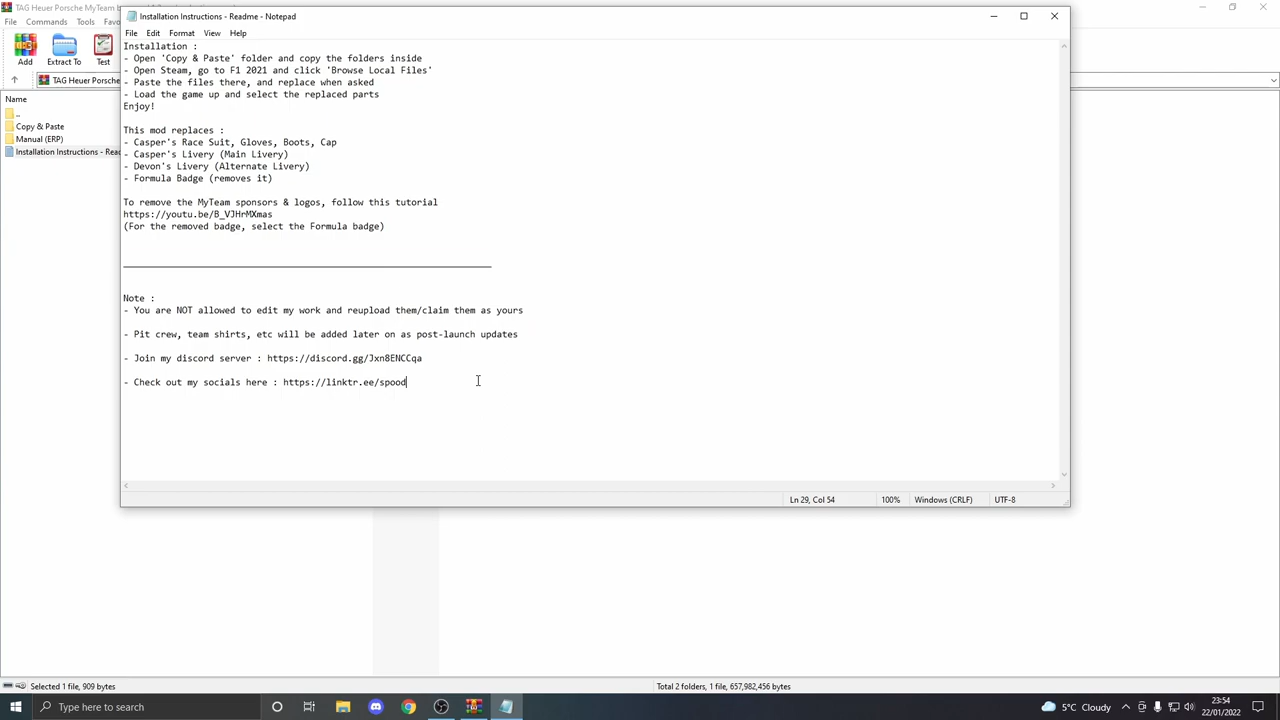 TAG Heuer Porsche MyTeam
File Commands Tools Favo
Add Extract To Test
TAG Heuer Porsche
Name
..
Copy & Paste
Manual (ERP)
Installation Instructions - Rea
Installation Instructions - Readme - Notepad
File Edit Format View Help
Installation :
- Open 'Copy & Paste' folder and copy the folders inside
- Open Steam, go to F1 2021 and click 'Browse Local Files'
- Paste the files there, and replace when asked
- Load the game up and select the replaced parts
Enjoy!
This mod replaces :
- Casper's Race Suit, Gloves, Boots, Cap
- Casper's Livery (Main Livery)
- Devon's Livery (Alternate Livery)
- Formula Badge (removes it)
To remove the MyTeam sponsors & logos, follow this tutorial
https://youtu.be/B_VJHrMXmas
(For the removed badge, select the Formula badge)
Note :
- You are NOT allowed to edit my work and reupload them/claim them as yours
- Pit crew, team shirts, etc will be added later on as post-launch updates
- Join my discord server : https://discord.gg/Jxn8ENCCqa
- Check out my socials here : https://linktr.ee/spood
Ln 29, Col 54 100% Windows (CRLF) UTF-8
Selected 1 file, 909 bytes
Total 2 folders, 1 file, 657,982,456 bytes
Type here to search
5°C Cloudy
23:54
22/01/2022